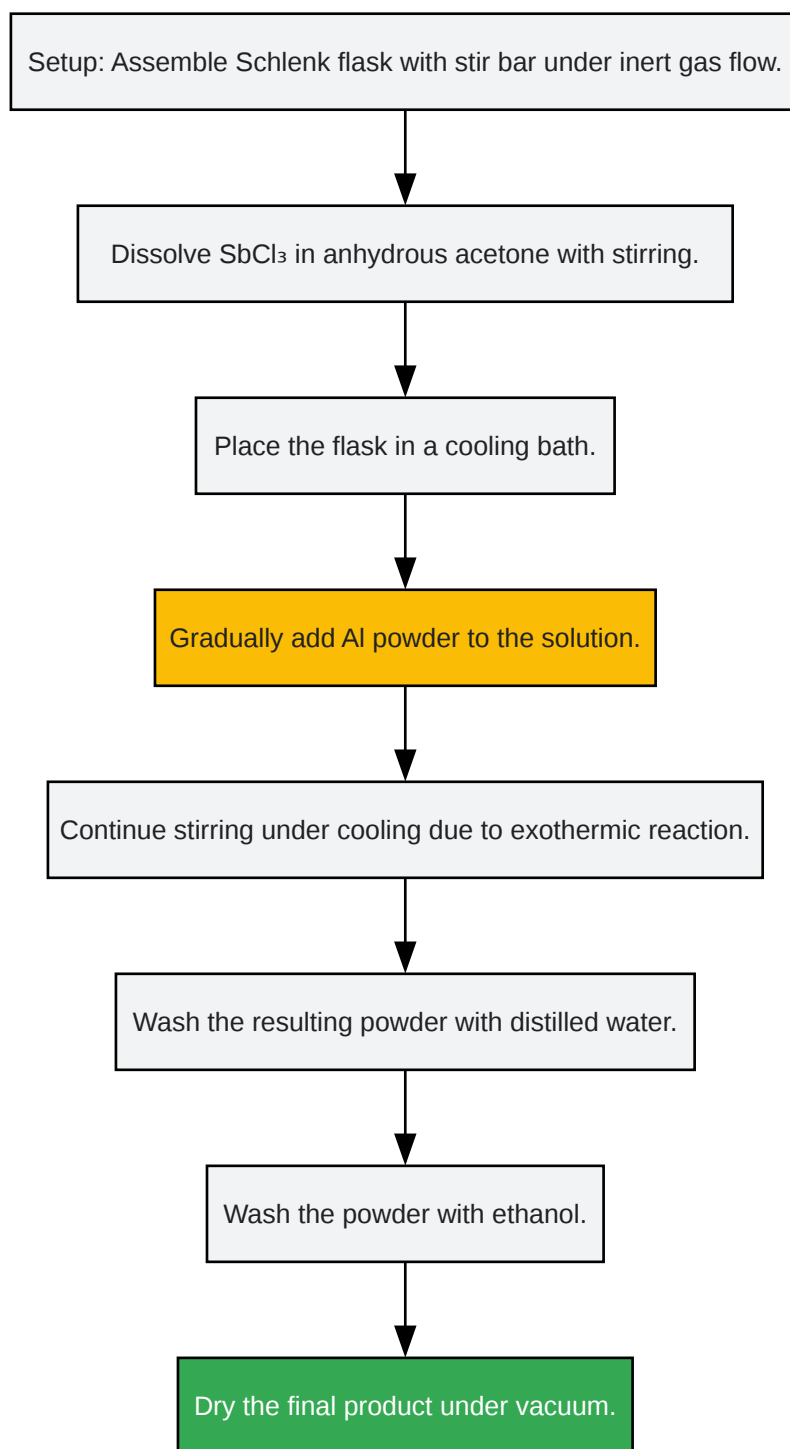 Setup: Assemble Schlenk flask with stir bar under inert gas flow.
Dissolve SbCl₃ in anhydrous acetone with stirring.
Place the flask in a cooling bath.
Gradually add Al powder to the solution.
Continue stirring under cooling due to exothermic reaction.
Wash the resulting powder with distilled water.
Wash the powder with ethanol.
Dry the final product under vacuum.